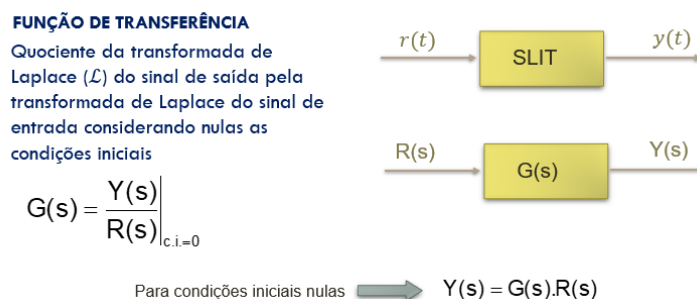 FUNÇÃO DE TRANSFERÊNCIA
Quociente da transformada de
Laplace (ℒ) do sinal de saída pela
transformada de Laplace do sinal de
entrada considerando nulas as
condições iniciais
G(s) = Y(s)/R(s)|c.i.=0
r(t)
SLIT
y(t)
R(s)
G(s)
Y(s)
Para condições iniciais nulas
Y(s) = G(s).R(s)